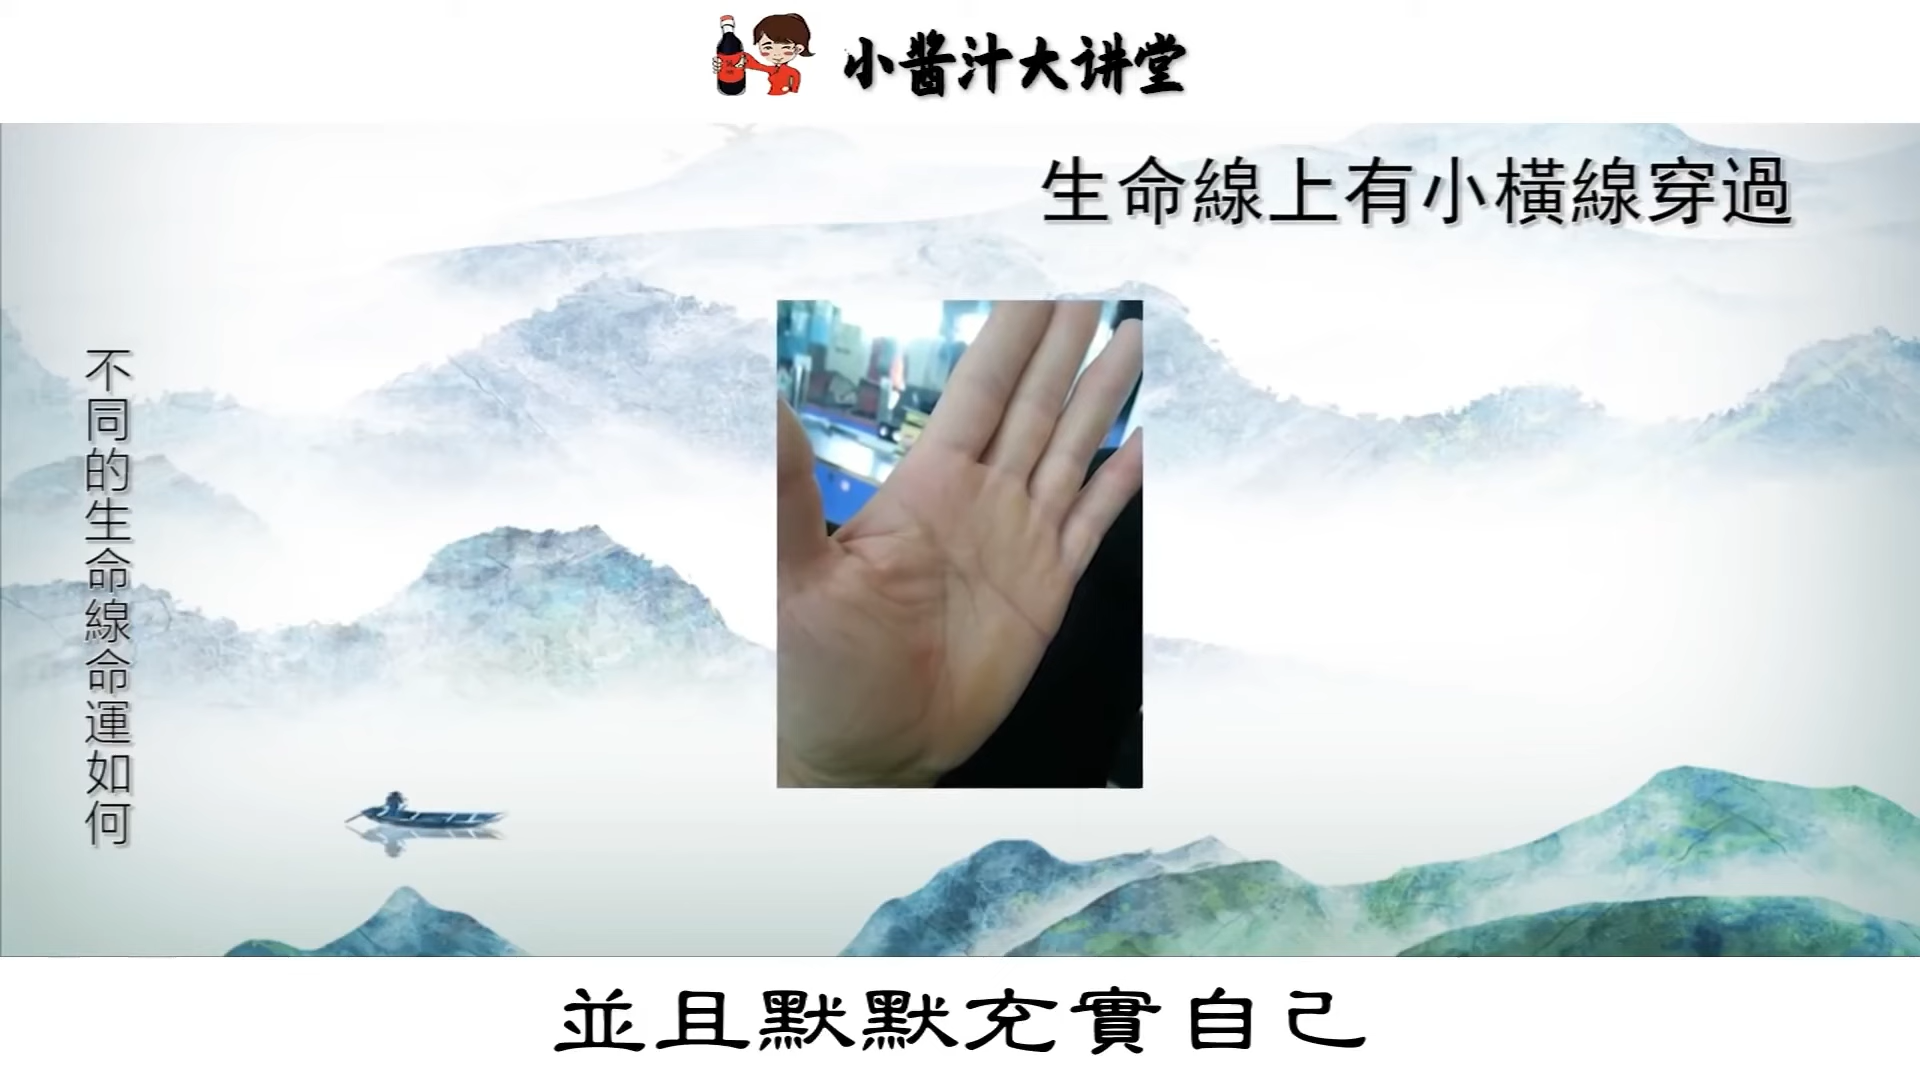 小酱汁大讲堂
生命線上有小橫線穿過
不同的生命線命運如何
並且默默充實自己